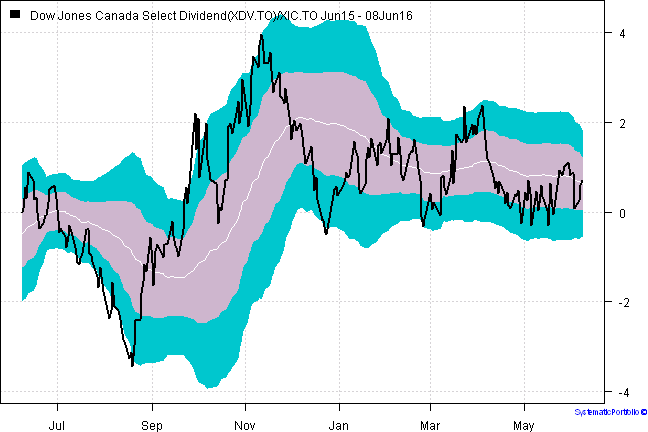 Dow Jones Canada Select Dividend(XDV.TO)/XIC.TO Jun15 - 08Jun16
4
2
0
-2
-4
Jul Sep Nov Jan Mar May
SystematicPortfolio ©